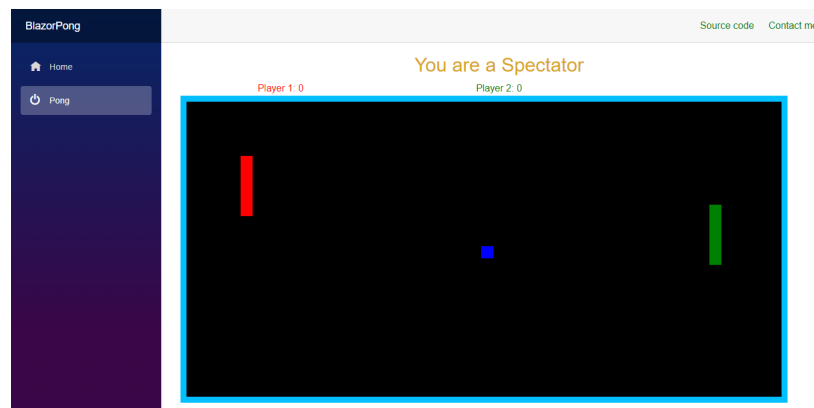 BlazorPong
Source code Contact me
Home
Pong
You are a Spectator
Player 1: 0 Player 2: 0